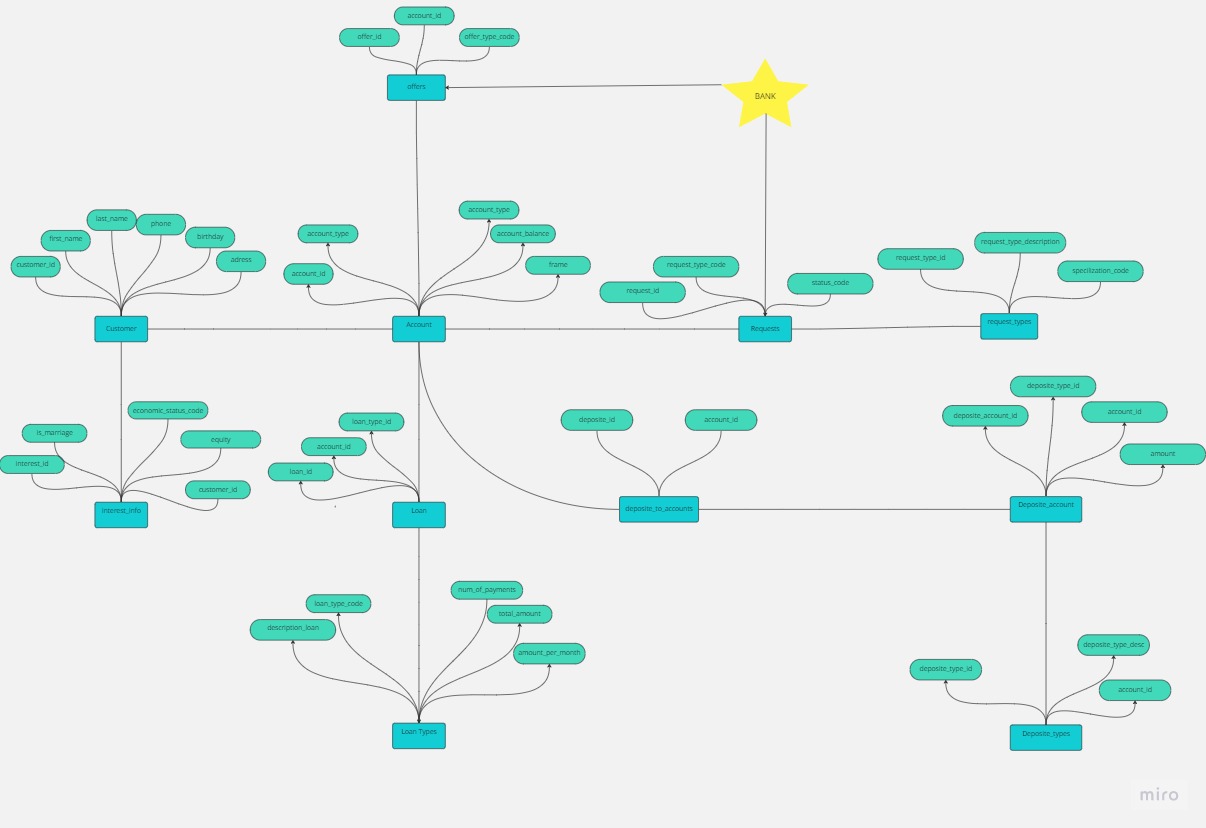 account_id
offer_id
offer_type_code
offers
BANK
account_type
last_name
phone
account_type
account_balance
birthday
first_name
request_type_description
adress
request_type_id
customer_id
account_id
frame
request_type_code
specilization_code
request_id
status_code
Customer
Account
Requests
request_types
deposite_type_id
economic_status_code
deposite_account_id
account_id
loan_type_id
deposite_id
account_id
is_marriage
equity
account_id
amount
interest_id
loan_id
customer_id
interest_info
Loan
deposite_to_accounts
Deposite_account
num_of_payments
loan_type_code
total_amount
description_loan
deposite_type_desc
amount_per_month
deposite_type_id
account_id
Loan Types
Deposite_types
miro